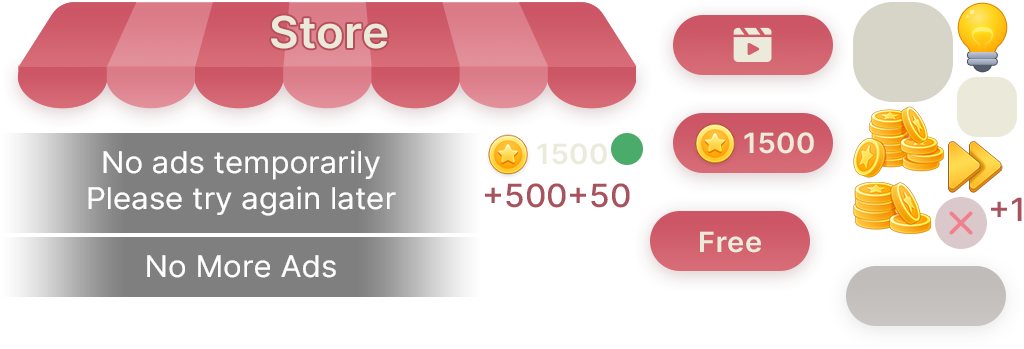 Store
No ads temporarily
Please try again later
No More Ads
1500
+500+50
1500
Free
+1